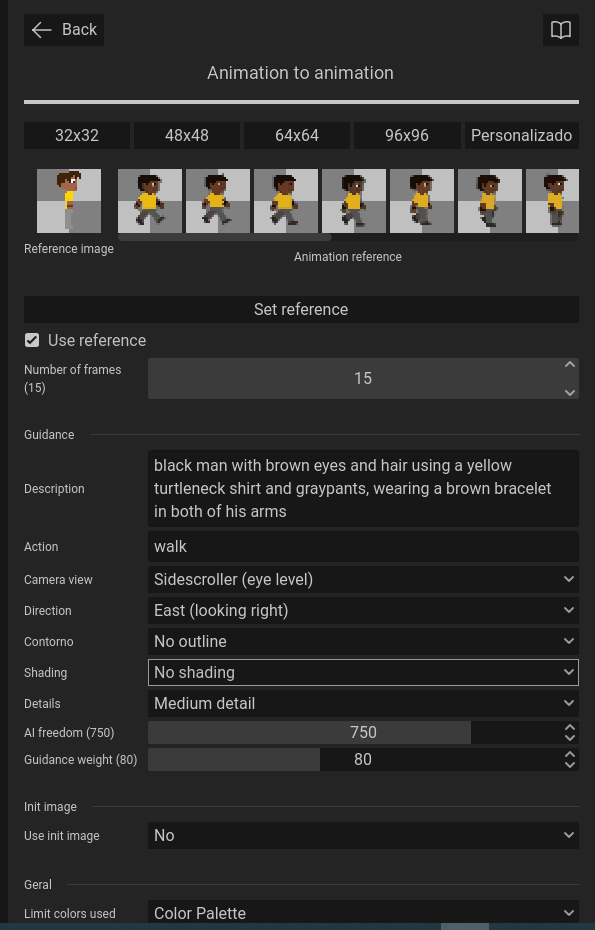 Back
Animation to animation
32x32 48x48 64x64 96x96 Personalizado
Reference image
Animation reference
Set reference
Use reference
Number of frames
(15)
15
Guidance
Description
black man with brown eyes and hair using a yellow
turtleneck shirt and graypants, wearing a brown bracelet
in both of his arms
Action walk
Camera view Sidescroller (eye level)
Direction East (looking right)
Contorno No outline
Shading No shading
Details Medium detail
AI freedom (750) 750
Guidance weight (80) 80
Init image
Use init image No
Geral
Limit colors used Color Palette